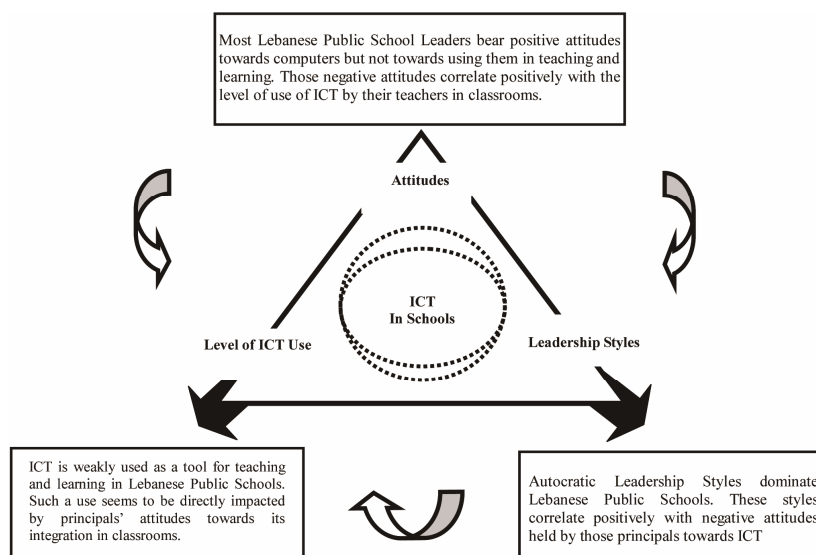 Most Lebanese Public School Leaders bear positive attitudes
towards computers but not towards using them in teaching and
learning. Those negative attitudes correlate positively with the
level of use of ICT by their teachers in classrooms.
Attitudes
ICT
In Schools
Level of ICT Use
Leadership Styles
ICT is weakly used as a tool for teaching
and learning in Lebanese Public Schools.
Such a use seems to be directly impacted
by principals’ attitudes towards its
integration in classrooms.
Autocratic Leadership Styles dominate
Lebanese Public Schools. These styles
correlate positively with negative attitudes
held by those principals towards ICT